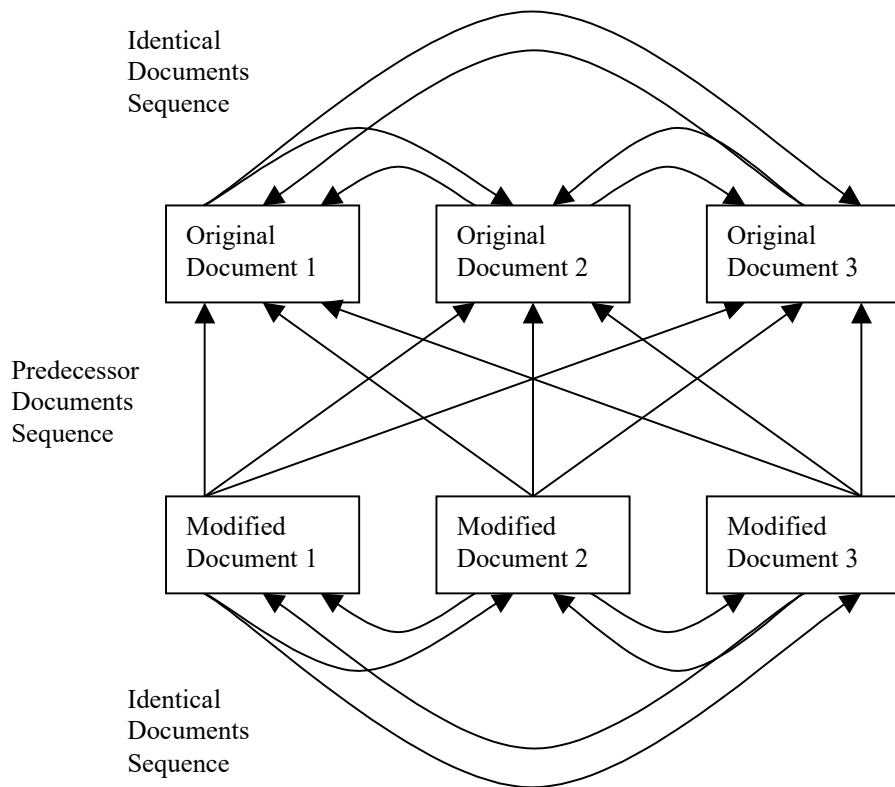 Identical
Documents
Sequence
Original
Document 1
Original
Document 2
Original
Document 3
Predecessor
Documents
Sequence
Modified
Document 1
Modified
Document 2
Modified
Document 3
Identical
Documents
Sequence